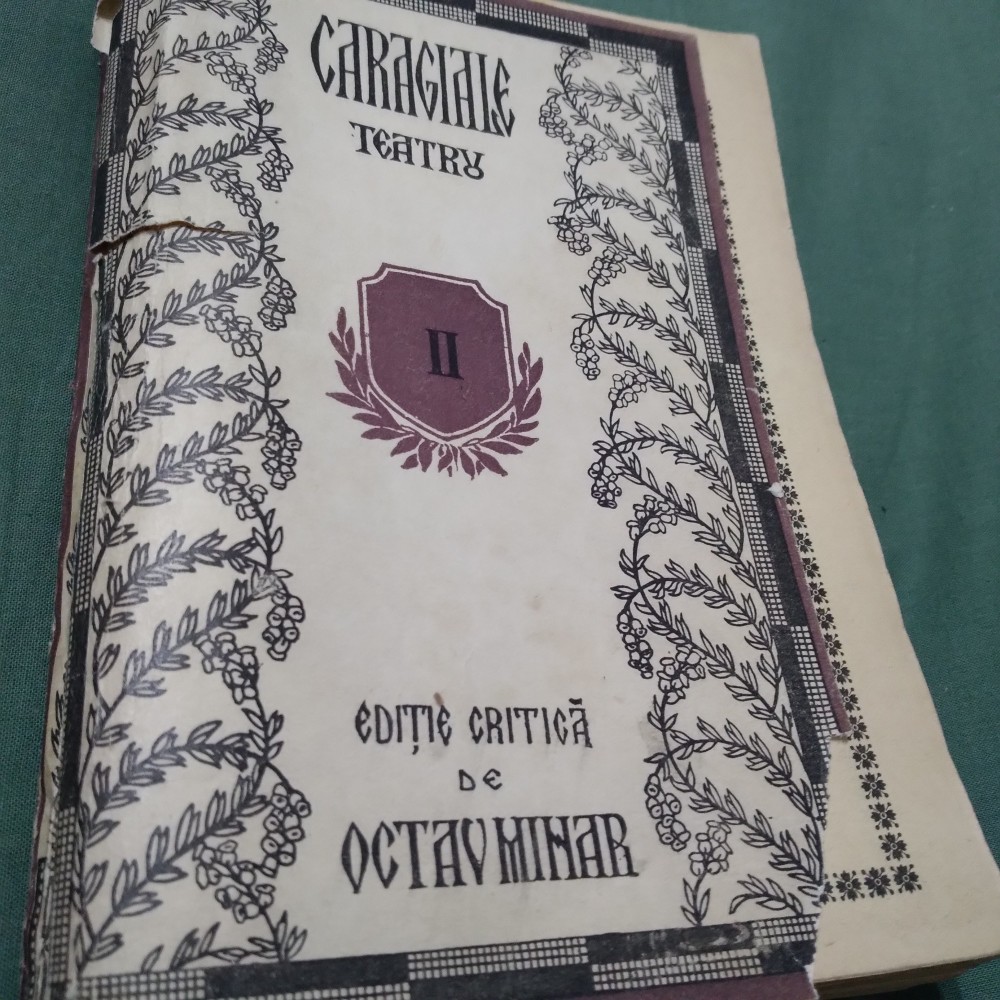 CARAGIALE
TEATRU
II
EDIȚIE CRITICĂ
DE
OCTAV MINAR